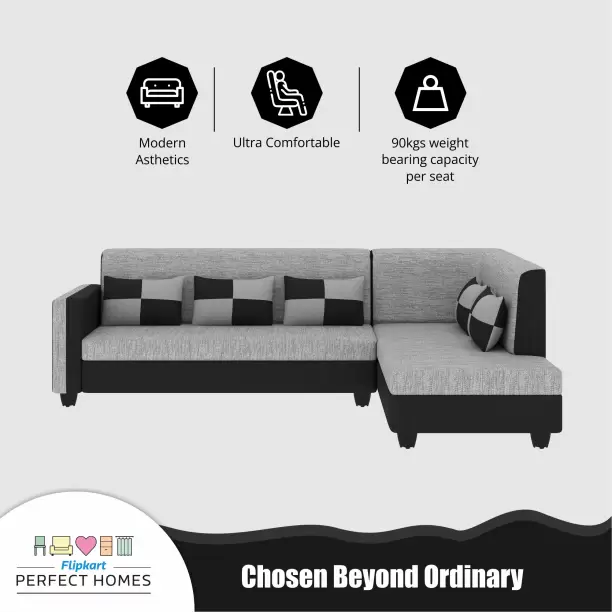 Modern
Asthetics
Ultra Comfortable
90kgs weight
bearing capacity
per seat
Flipkart
PERFECT HOMES
Chosen Beyond Ordinary